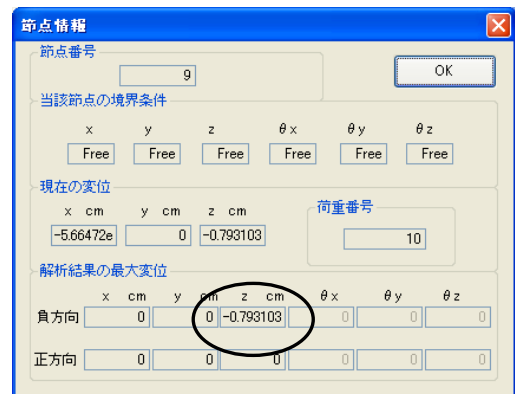 節点情報
節点番号
9
OK
当該節点の境界条件
x y z θx θy θz
Free Free Free Free Free Free
現在の変位
x cm y cm z cm
-5.66472e 0 -0.793103
荷重番号
10
解析結果の最大変位
x cm y cm z cm θx θy θz
負方向 0 0 -0.793103 0 0 0
正方向 0 0 0 0 0 0